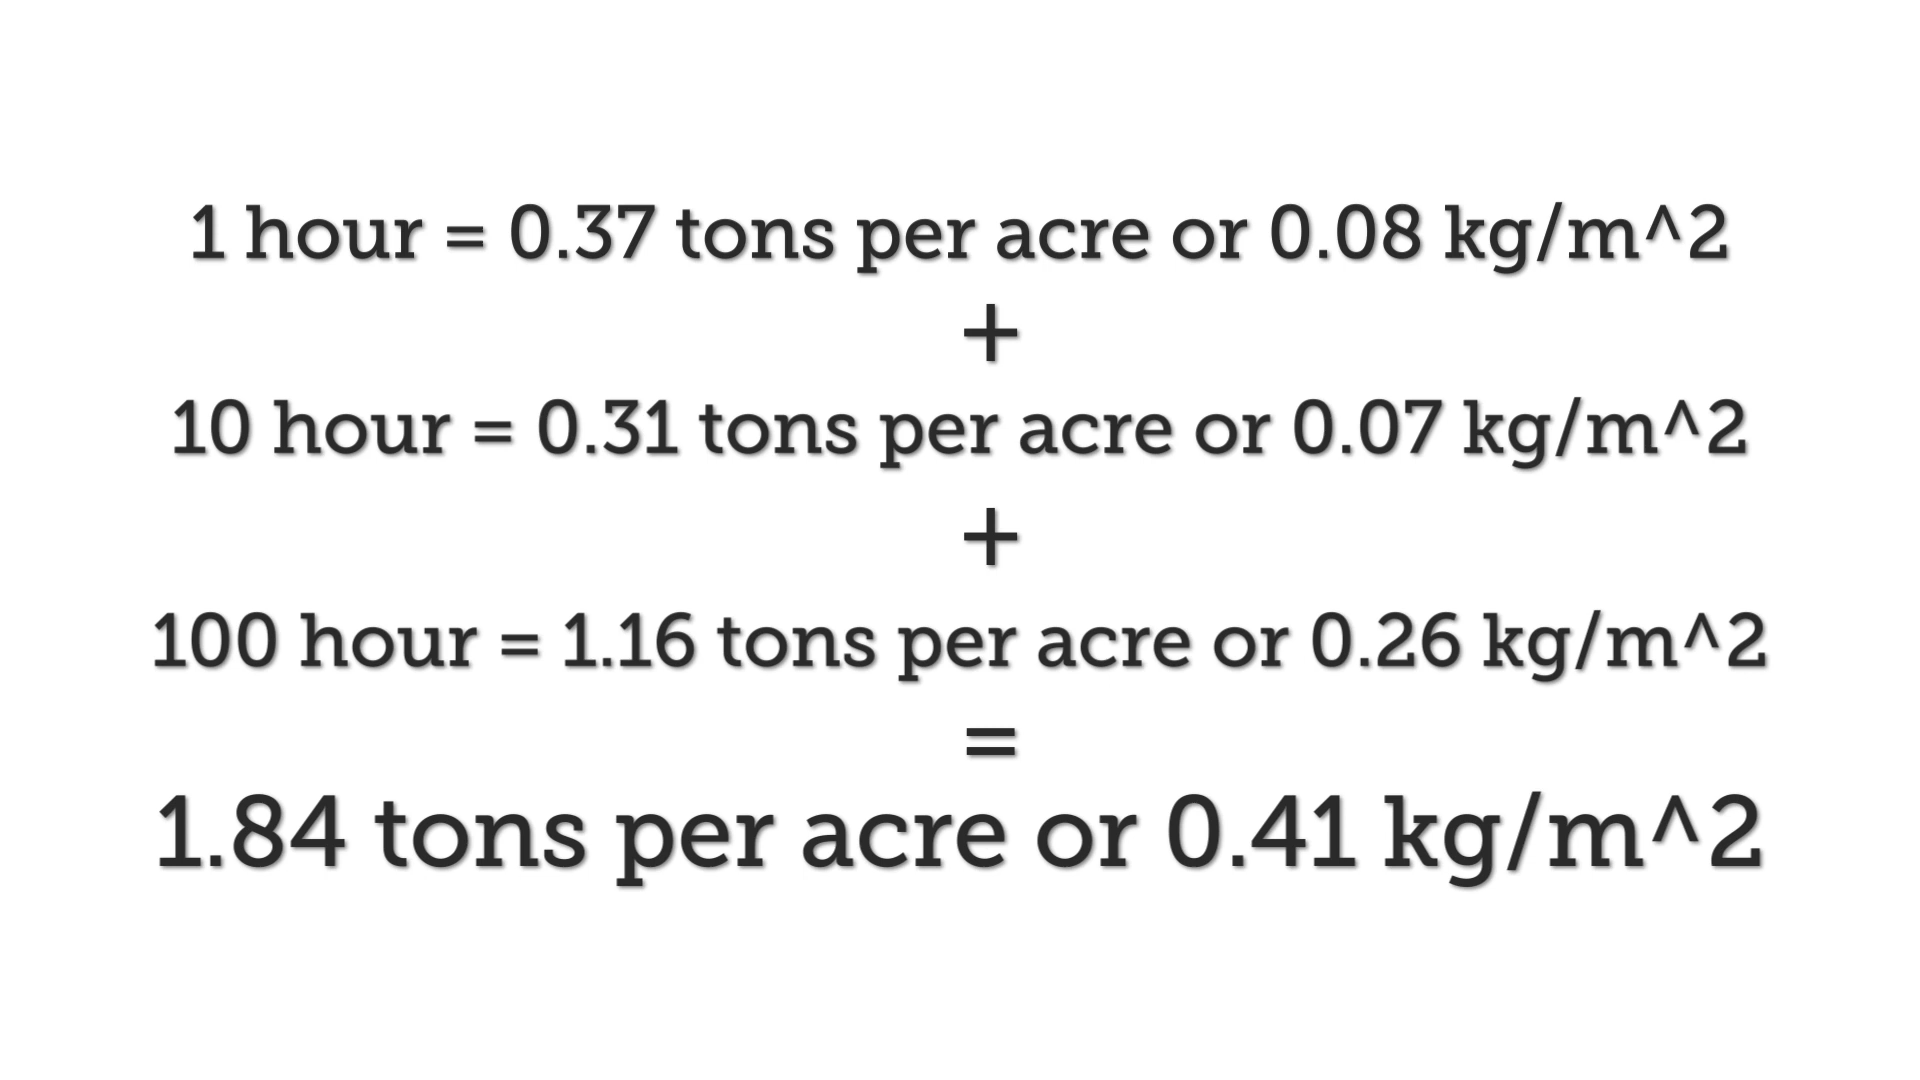 1 hour = 0.37 tons per acre or 0.08 kg/m^2
+
10 hour = 0.31 tons per acre or 0.07 kg/m^2
+
100 hour = 1.16 tons per acre or 0.26 kg/m^2
=
1.84 tons per acre or 0.41 kg/m^2